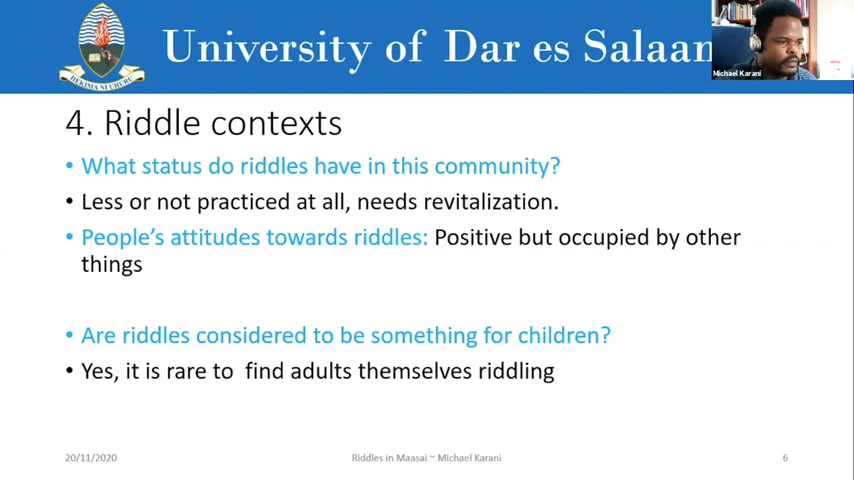 University of Dar es Salaam
HEKIMA NI UHURU
Michael Karani
4. Riddle contexts
• What status do riddles have in this community?
• Less or not practiced at all, needs revitalization.
• People's attitudes towards riddles: Positive but occupied by other
things
• Are riddles considered to be something for children?
• Yes, it is rare to find adults themselves riddling
20/11/2020
Riddles in Maasai ~ Michael Karani
6